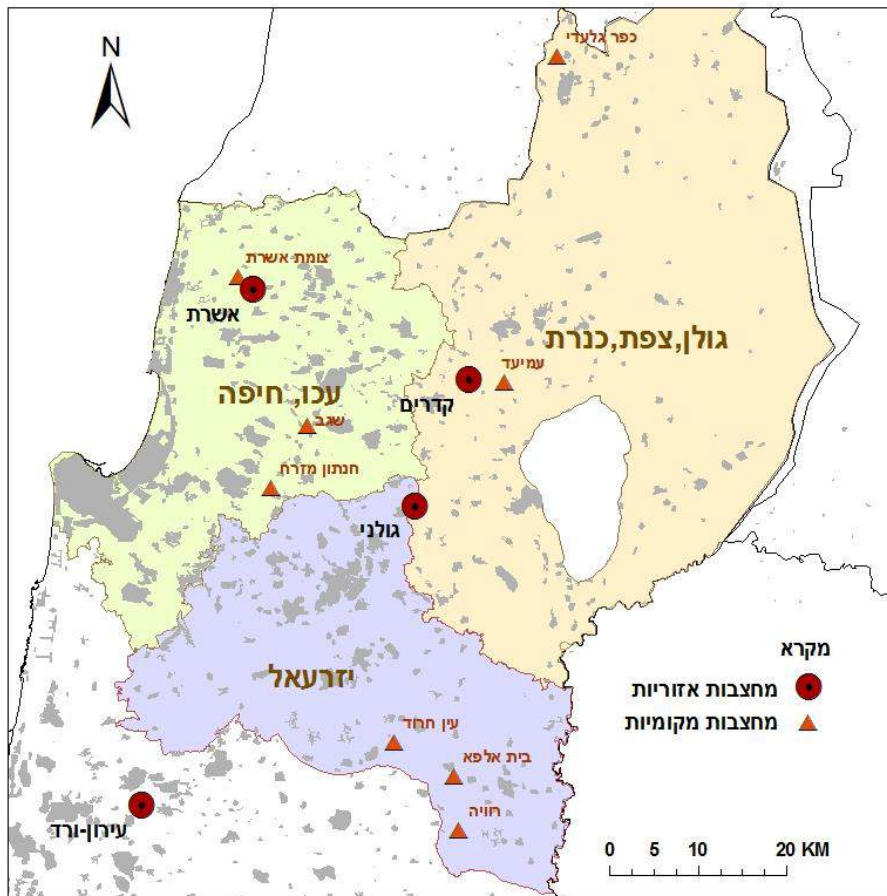 N
כפר גלעדי
צומת אשרת
אשרת
גולן,צפת,כנרת
עמיעד
קדרים
עכו, חיפה
שגב
חנתון מזרח
גולני
מקרא
מחצבות אזוריות
מחצבות מקומיות
יזרעאל
עין חרוד
בית אלפא
רוויה
עירון-ורד
0 5 10 20 KM